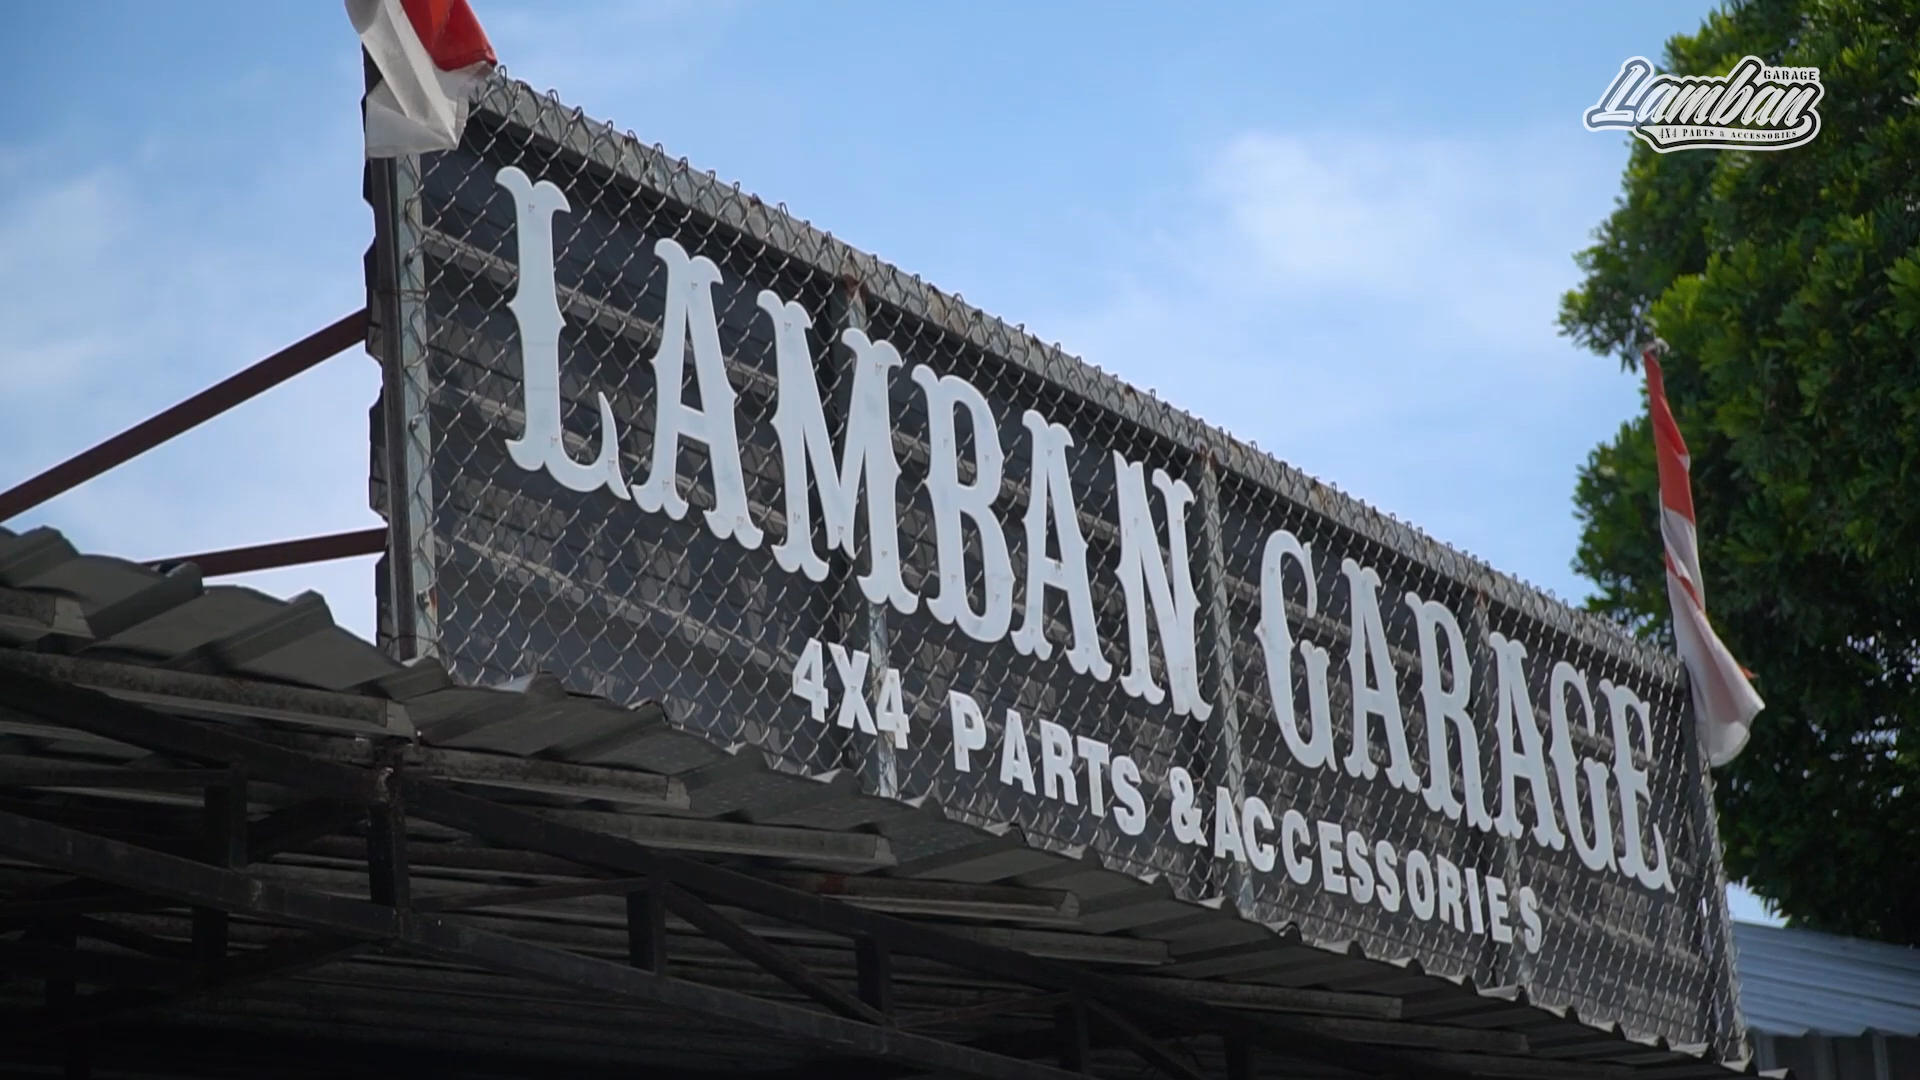 GARAGE
Lamban
4X4 PARTS & ACCESSORIES
LAMBAN GARAGE
4X4 PARTS & ACCESSORIES